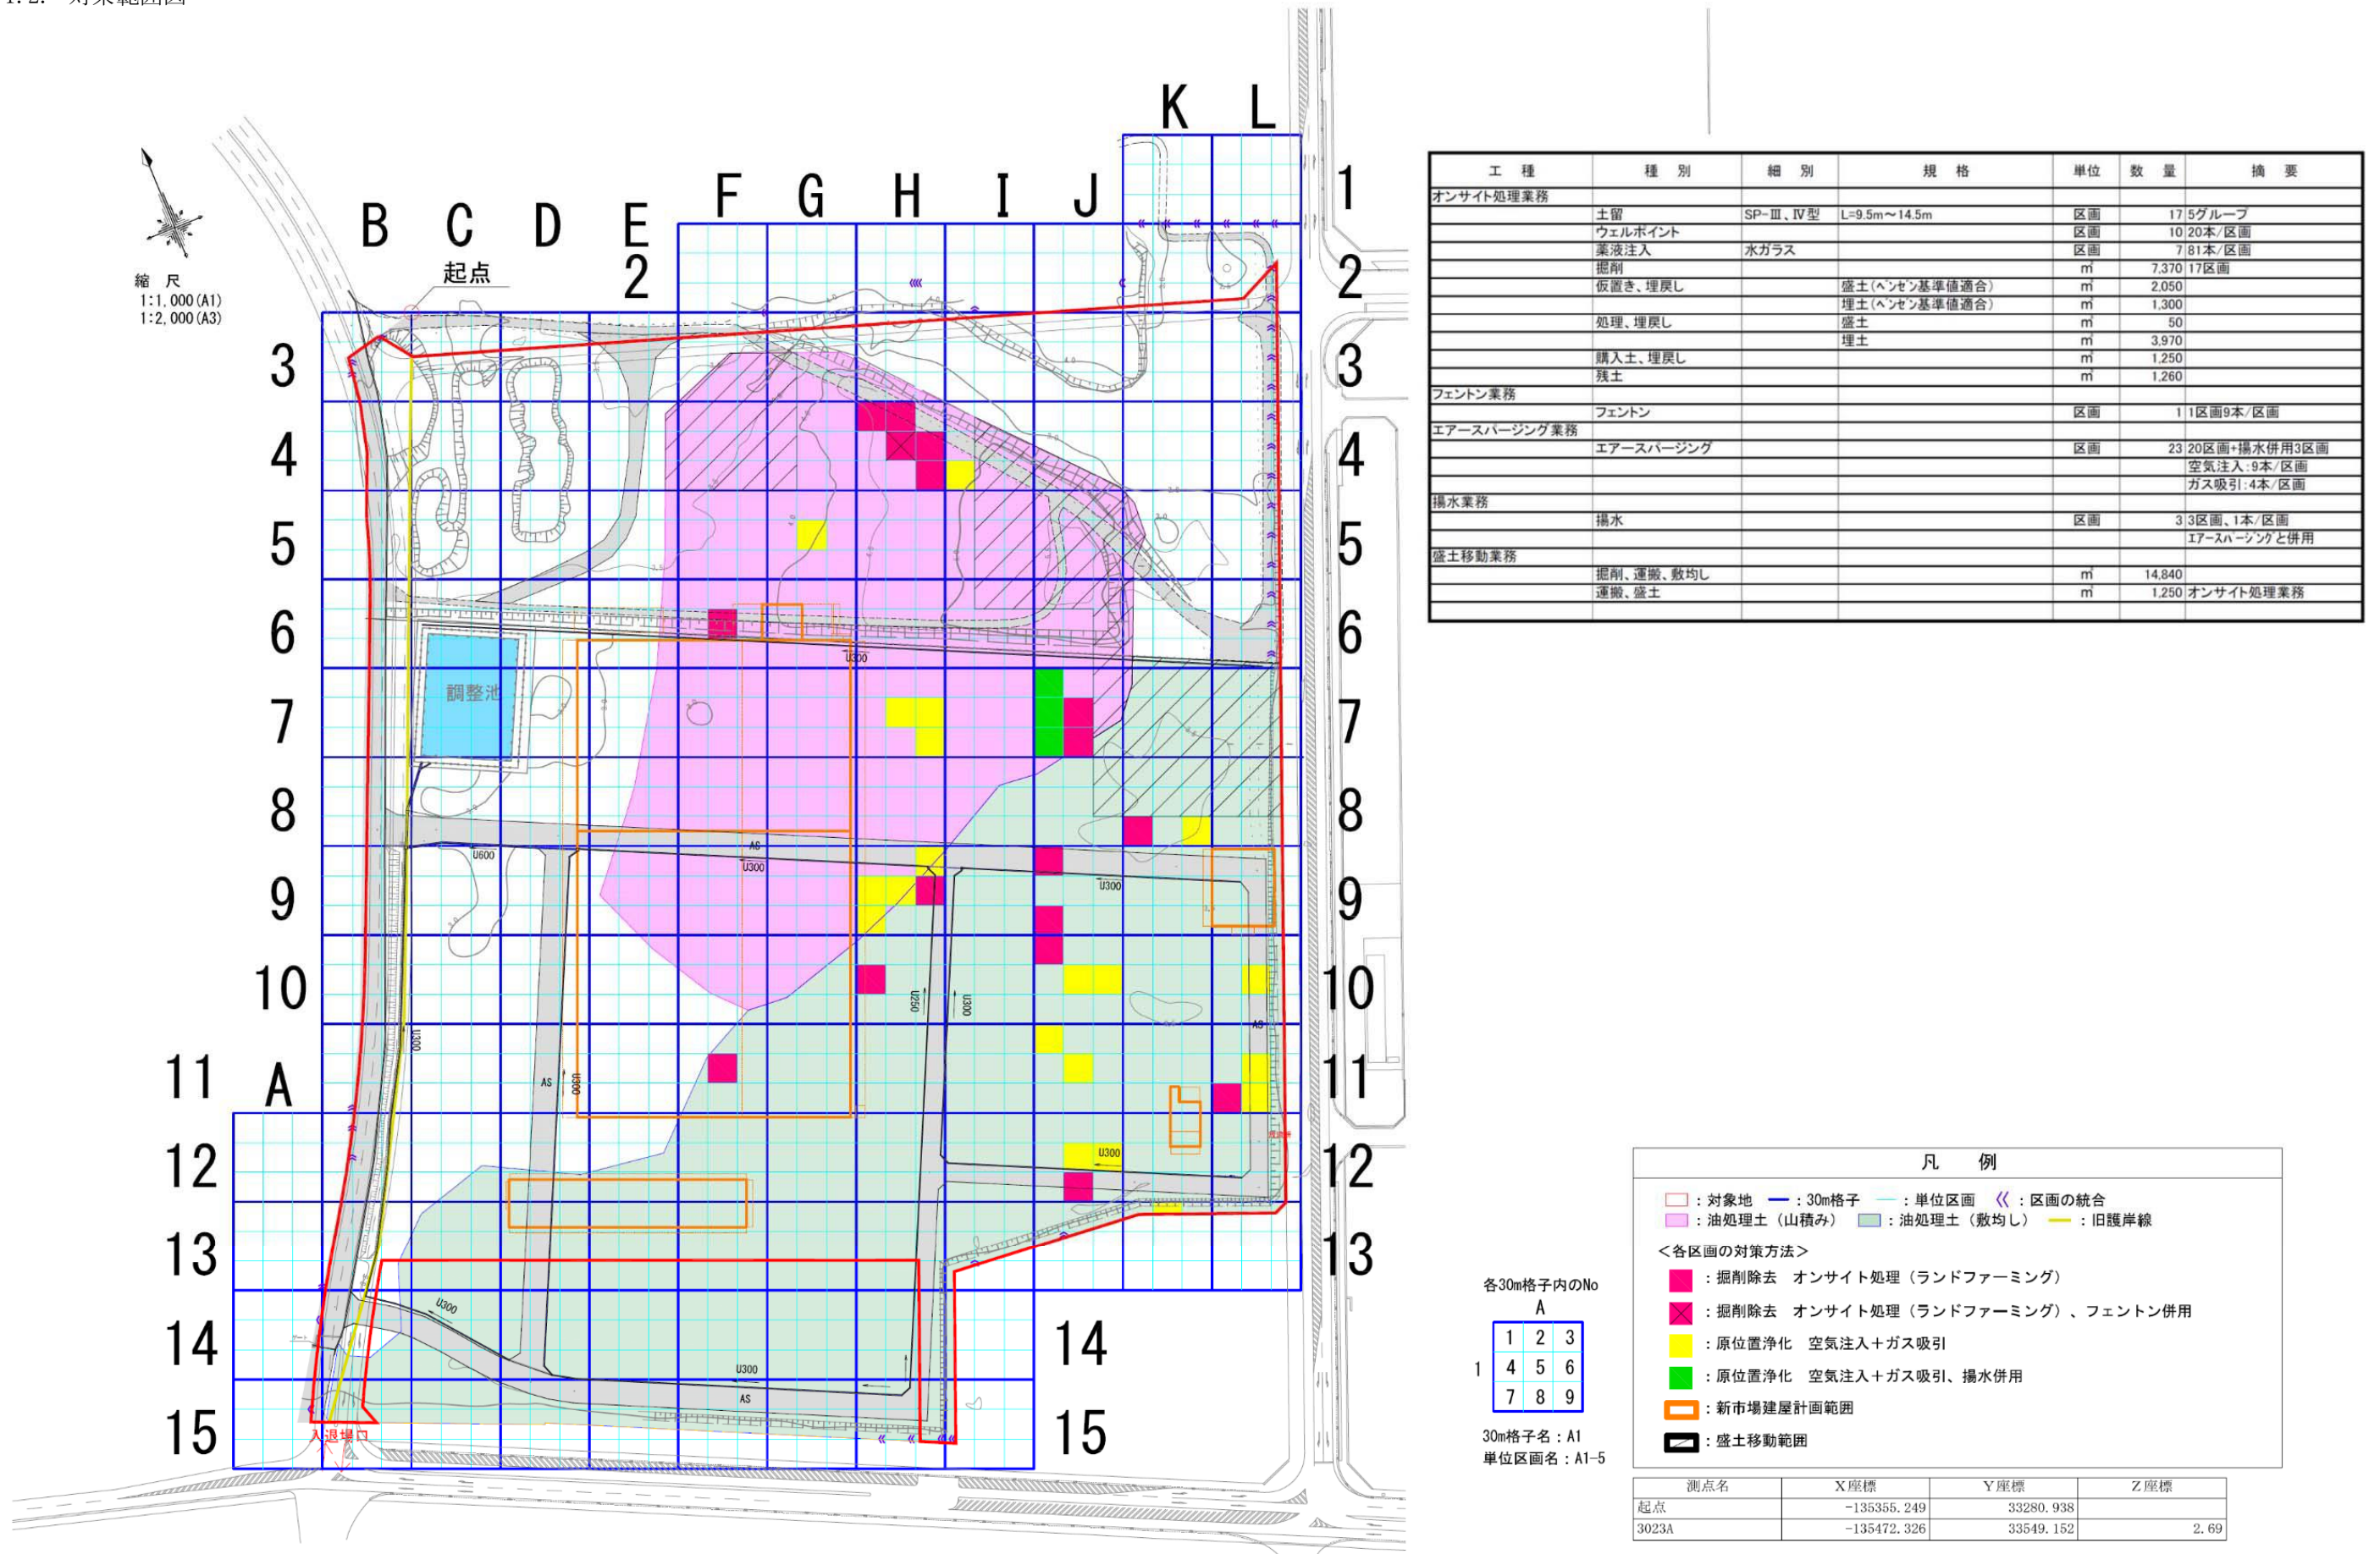 K L
F G H I J
B C D E
起点
縮 尺
1:1,000(A1)
1:2,000(A3)
1
2 2
3 3
4 4
5 5
6 6
7 7
8 8
9 9
10 10
11 A 11
12 12
13 13
14 14
15 15
調整池
U300
U600
AS
U300
U300
U250
U300
U300
AS
U300
AS
U300
U300
U300
AS
入退場口
工 種 種 別 細 別 規 格 単位 数 量 摘 要
オンサイト処理業務
土留 SP-Ⅲ、Ⅳ型 L=9.5m～14.5m 区画 17 5グループ
ウェルポイント 区画 10 20本/区画
薬液注入 水ガラス 区画 7 81本/区画
掘削 ㎥ 7,370 17区画
仮置き、埋戻し 盛土(ベンゼン基準値適合) ㎥ 2,050
埋土(ベンゼン基準値適合) ㎥ 1,300
処理、埋戻し 盛土 ㎥ 50
埋土 ㎥ 3,970
購入土、埋戻し ㎥ 1,250
残土 ㎥ 1,260
フェントン業務
フェントン 区画 1 1区画9本/区画
エアースパージング業務
エアースパージング 区画 23 20区画+揚水併用3区画
空気注入:9本/区画
ガス吸引:4本/区画
揚水業務
揚水 区画 3 3区画、1本/区画
エアースパージングと併用
盛土移動業務
掘削、運搬、敷均し ㎥ 14,840
運搬、盛土 ㎥ 1,250 オンサイト処理業務
凡 例
：対象地 ：30m格子 ：単位区画 ：区画の統合
：油処理土（山積み） ：油処理土（敷均し） ：旧護岸線
＜各区画の対策方法＞
：掘削除去 オンサイト処理（ランドファーミング）
：掘削除去 オンサイト処理（ランドファーミング）、フェントン併用
：原位置浄化 空気注入＋ガス吸引
：原位置浄化 空気注入＋ガス吸引、揚水併用
：新市場建屋計画範囲
：盛土移動範囲
各30m格子内のNo
A
1 2 3
1 4 5 6
7 8 9
30m格子名：A1
単位区画名：A1-5
測点名 X座標 Y座標 Z座標
起点 -135355.249 33280.938
3023A -135472.326 33549.152 2.69